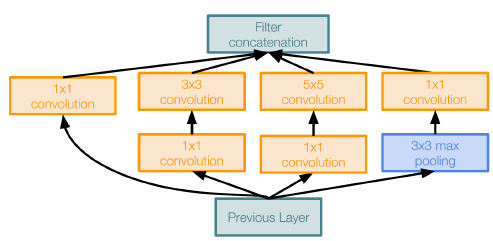 Filter
concatenation
1x1
convolution
3x3
convolution
5x5
convolution
1x1
convolution
1x1
convolution
1x1
convolution
3x3 max
pooling
Previous Layer